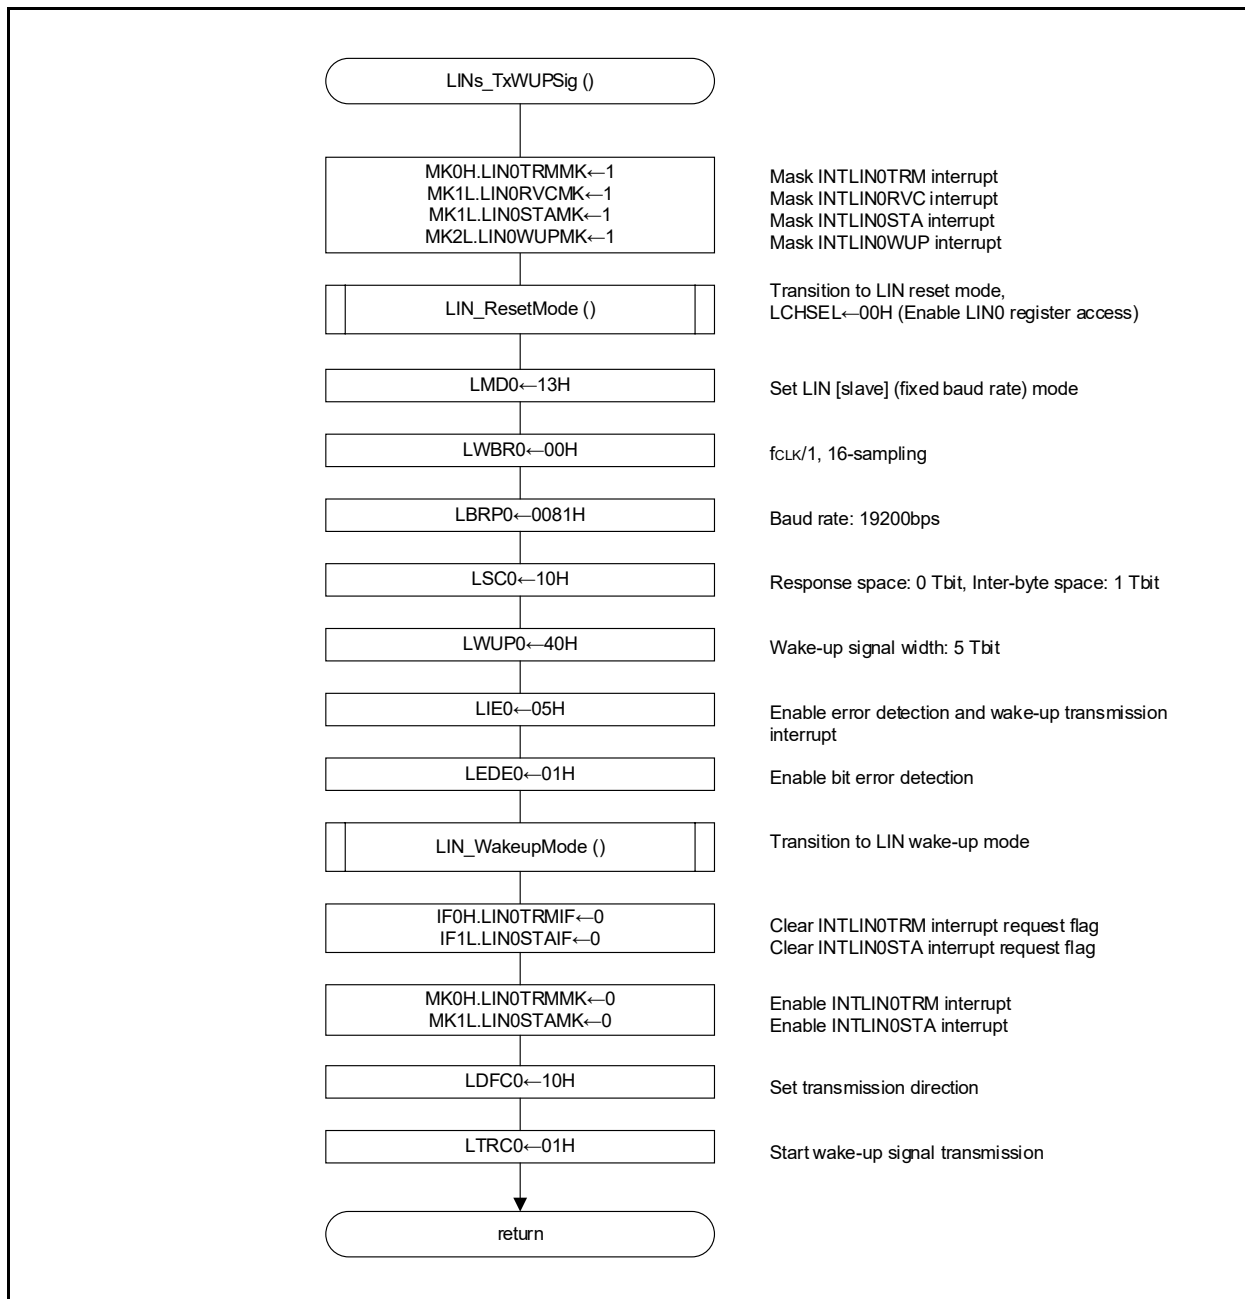 LINs_TxWUPSig ()
MK0H.LIN0TRMMK←1
MK1L.LIN0RVCMK←1
MK1L.LIN0STAMK←1
MK2L.LIN0WUPMK←1
Mask INTLIN0TRM interrupt
Mask INTLIN0RVC interrupt
Mask INTLIN0STA interrupt
Mask INTLIN0WUP interrupt
LIN_ResetMode ()
Transition to LIN reset mode,
LCHSEL←00H (Enable LIN0 register access)
LMD0←13H
Set LIN [slave] (fixed baud rate) mode
LWBR0←00H
fCLK/1, 16-sampling
LBRP0←0081H
Baud rate: 19200bps
LSC0←10H
Response space: 0 Tbit, Inter-byte space: 1 Tbit
LWUP0←40H
Wake-up signal width: 5 Tbit
LIE0←05H
Enable error detection and wake-up transmission
interrupt
LEDE0←01H
Enable bit error detection
LIN_WakeupMode ()
Transition to LIN wake-up mode
IF0H.LIN0TRMIF←0
IF1L.LIN0STAIF←0
Clear INTLIN0TRM interrupt request flag
Clear INTLIN0STA interrupt request flag
MK0H.LIN0TRMMK←0
MK1L.LIN0STAMK←0
Enable INTLIN0TRM interrupt
Enable INTLIN0STA interrupt
LDFC0←10H
Set transmission direction
LTRC0←01H
Start wake-up signal transmission
return